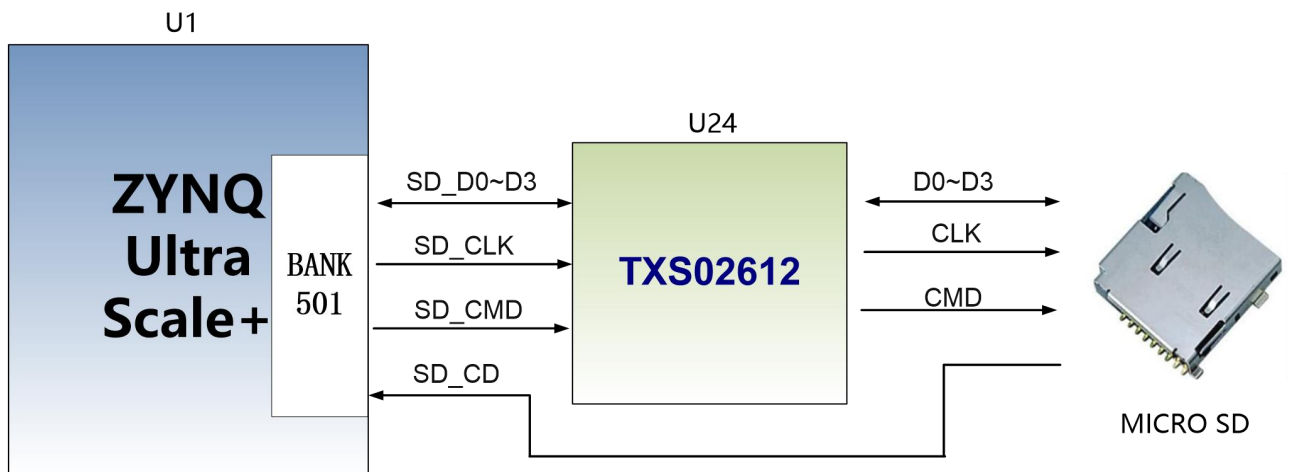 U1
ZYNQ
Ultra
Scale+
BANK
501
SD_D0~D3
SD_CLK
SD_CMD
SD_CD
U24
TXS02612
D0~D3
CLK
CMD
MICRO SD